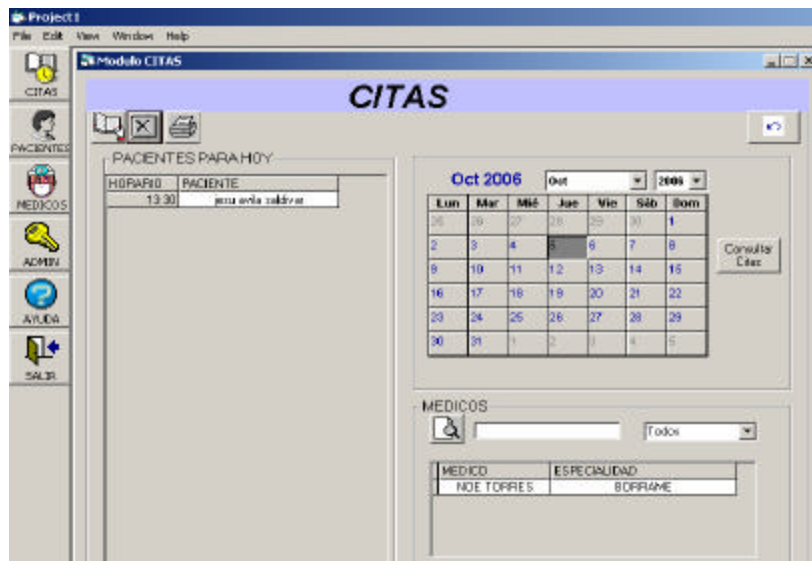 Project1
File Edit View Window Help
Modulo CITAS
CITAS
PACIENTES
MEDICOS
ADMIN
AYUDA
SALIR
CITAS
PACIENTES PARA HOY
HORARIO PACIENTE
13:30 avila saldivar
Oct 2006 Oct 2006
Lun Mar Mié Jue Vie Sáb Dom
25 26 27 28 29 30 1
2 3 4 5 6 7 8
9 10 11 12 13 14 15
16 17 18 19 20 21 22
23 24 25 26 27 28 29
30 31 1 2 3 4 5
Consultar
Citas
MEDICOS
Todos
MEDICO ESPECIALIDAD
NOE TORRES BORRAME